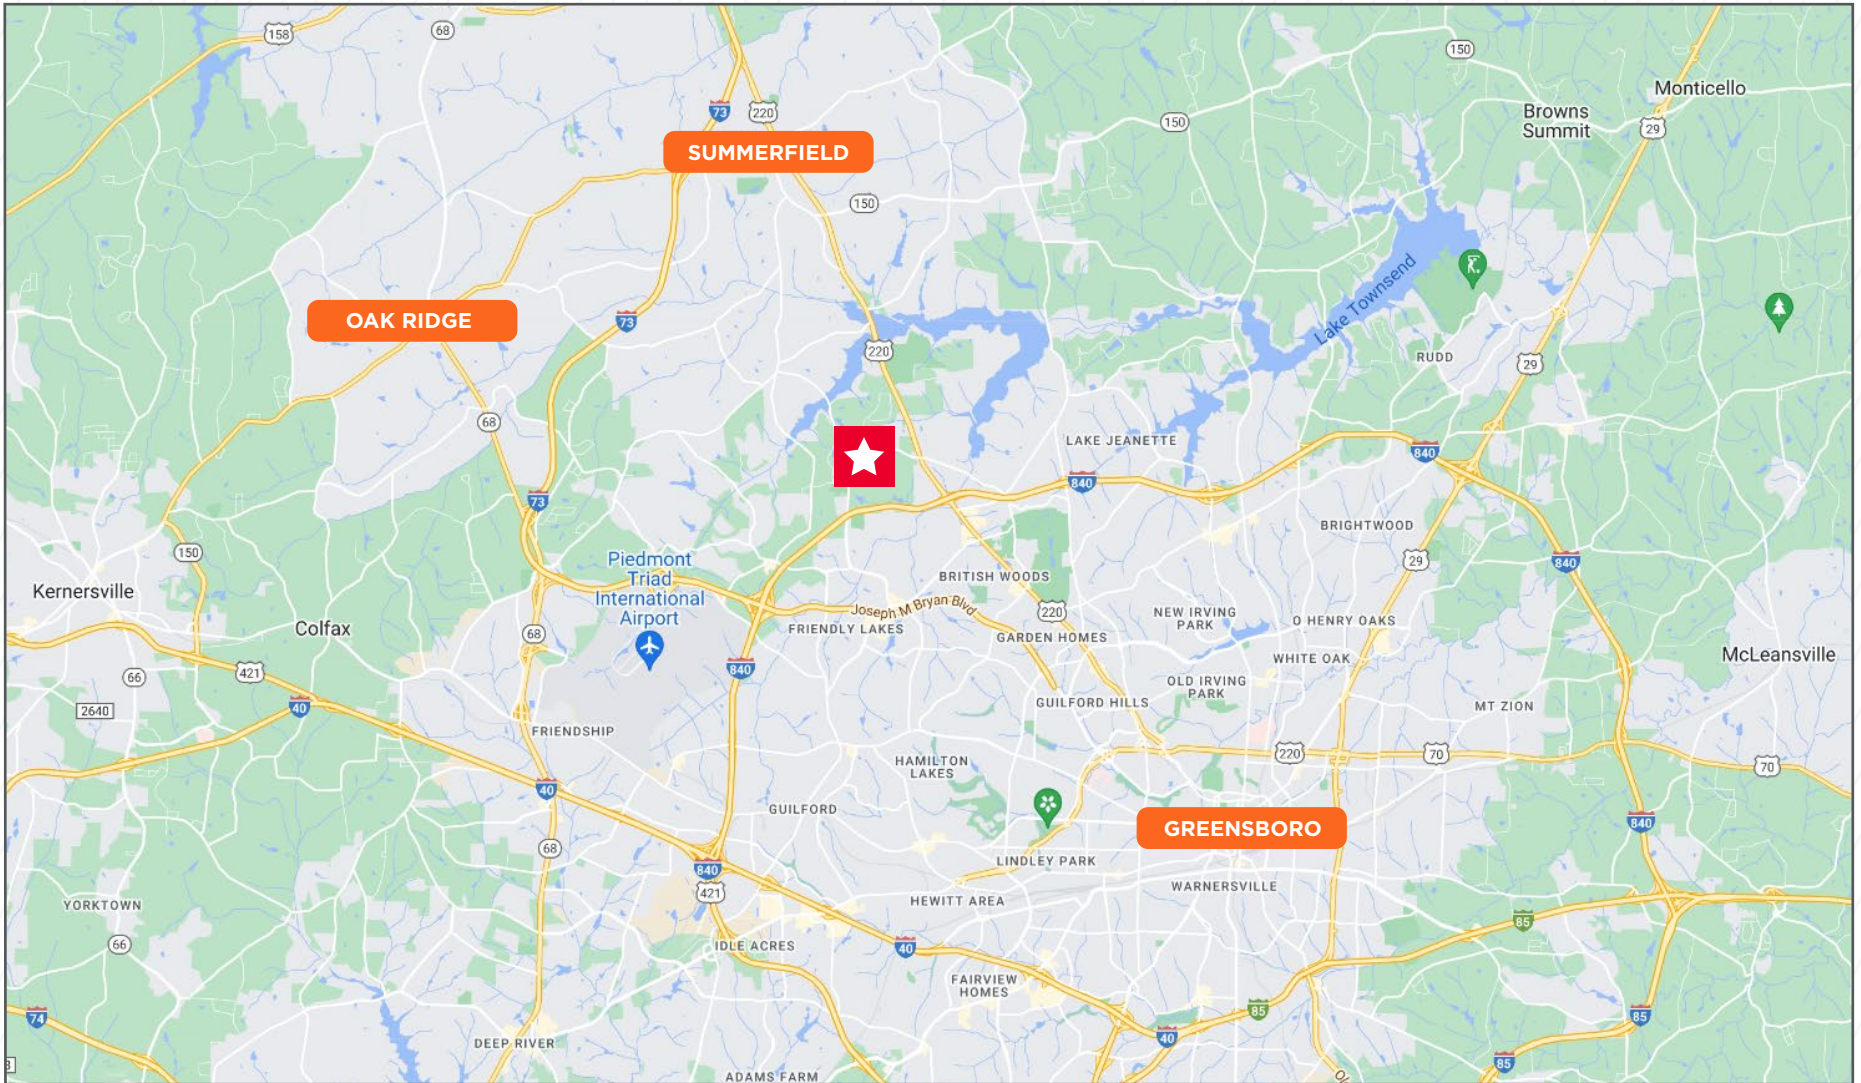 158
68
150
73
220
Monticello
Browns
Summit
150
29
SUMMERFIELD
150
Lake Townsend
OAK RIDGE
73
220
RUDD
29
68
LAKE JEANETTE
840
840
73
BRIGHTWOOD
150
29
840
Piedmont
Triad
International
Airport
Kernersville
BRITISH WOODS
Joseph M Bryan Blvd
220
NEW IRVING
PARK
O HENRY OAKS
Colfax
68
FRIENDLY LAKES
GARDEN HOMES
WHITE OAK
McLeansville
66
421
840
OLD IRVING
PARK
2640
40
GUILFORD HILLS
MT ZION
FRIENDSHIP
HAMILTON
LAKES
220
70
70
40
GUILFORD
GREENSBORO
840
68
LINDLEY PARK
840
421
WARNERSVILLE
YORKTOWN
HEWITT AREA
85
66
IDLE ACRES
40
FAIRVIEW
HOMES
74
85
85
40
DEEP RIVER
85
ADAMS FARM